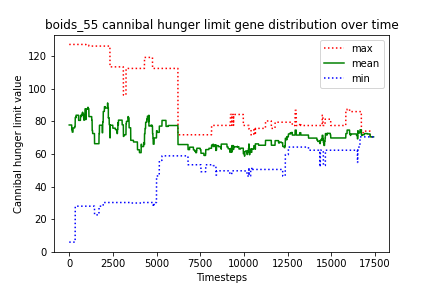 boids_55 cannibal hunger limit gene distribution over time
120
100
80
60
40
20
0
Cannibal hunger limit value
max
mean
min
0 2500 5000 7500 10000 12500 15000 17500
Timesteps